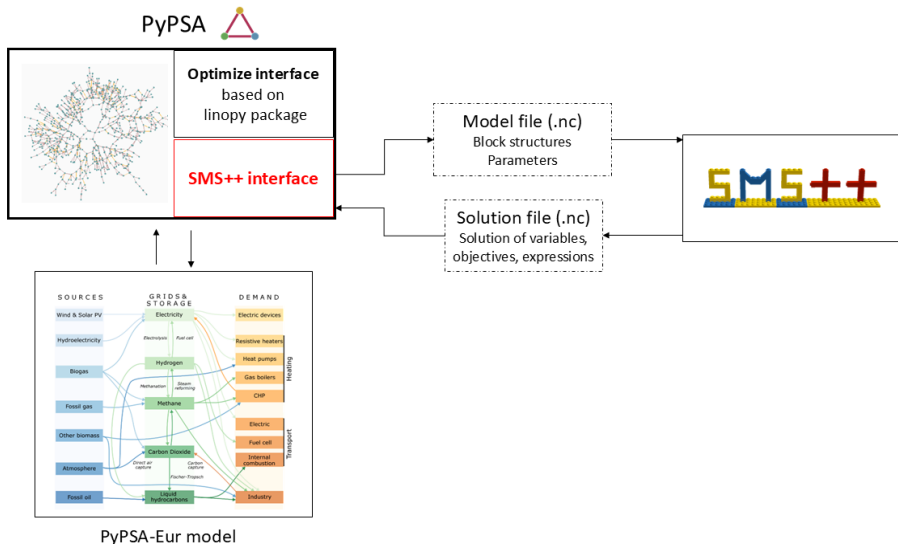 PyPSA
Optimize interface
based on
linopy package
SMS++ interface
Model file (.nc)
Block structures
Parameters
Solution file (.nc)
Solution of variables,
objectives, expressions
SMS++
SOURCES
GRIDS&
STORAGE
DEMAND
Wind & Solar PV
Electricity
Electric devices
Hydroelectricity
Electrolysis
Fuel cell
Resistive heaters
Heat pumps
Biogas
Hydrogen
Gas boilers
Heating
Methanation
Steam
reforming
CHP
Fossil gas
Methane
Electric
Other biomass
Fuel cell
Transport
Carbon Dioxide
Internal
combustion
Direct air
capture
Carbon
capture
Atmosphere
Fischer-Tropsch
Fossil oil
Liquid
hydrocarbons
Industry
PyPSA-Eur model